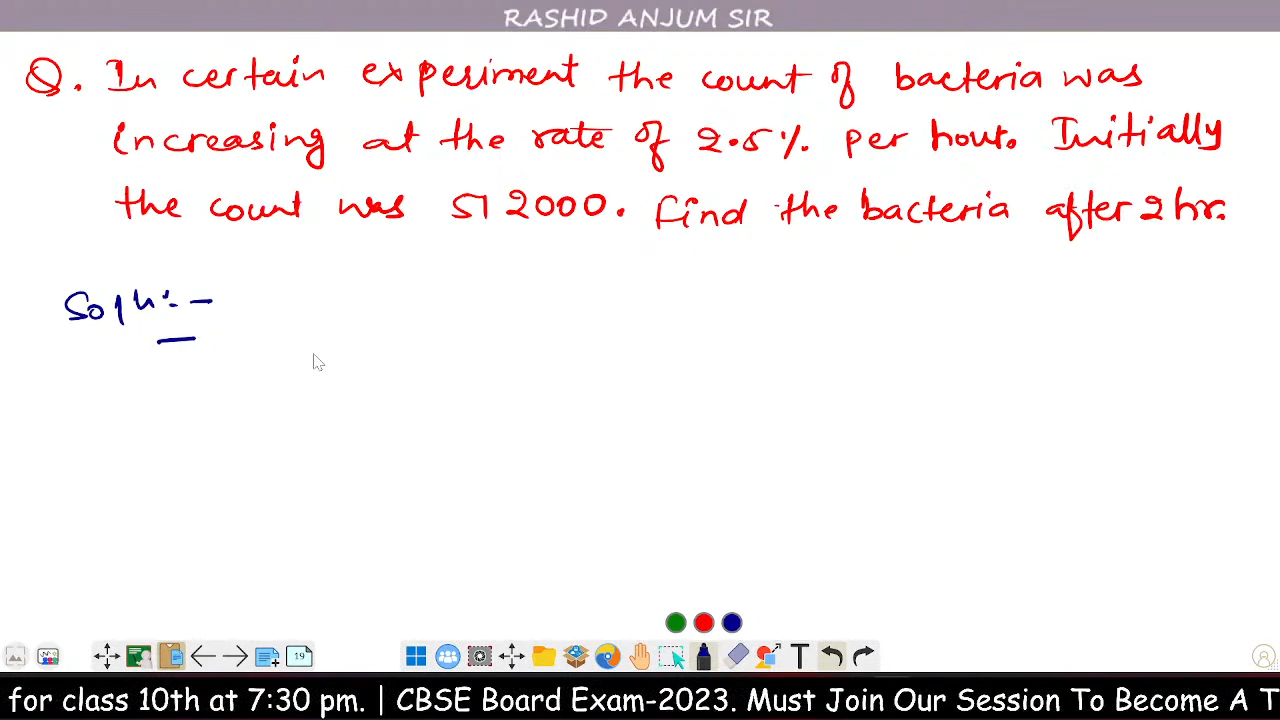 RASHID ANJUM SIR
Q. In certain experiment the count of bacteria was
increasing at the rate of 2.5% per hour. Initially
the count was 512000. Find the bacteria after 2 hr.
Soln:-
19
T
for class 10th at 7:30 pm. | CBSE Board Exam-2023. Must Join Our Session To Become A T